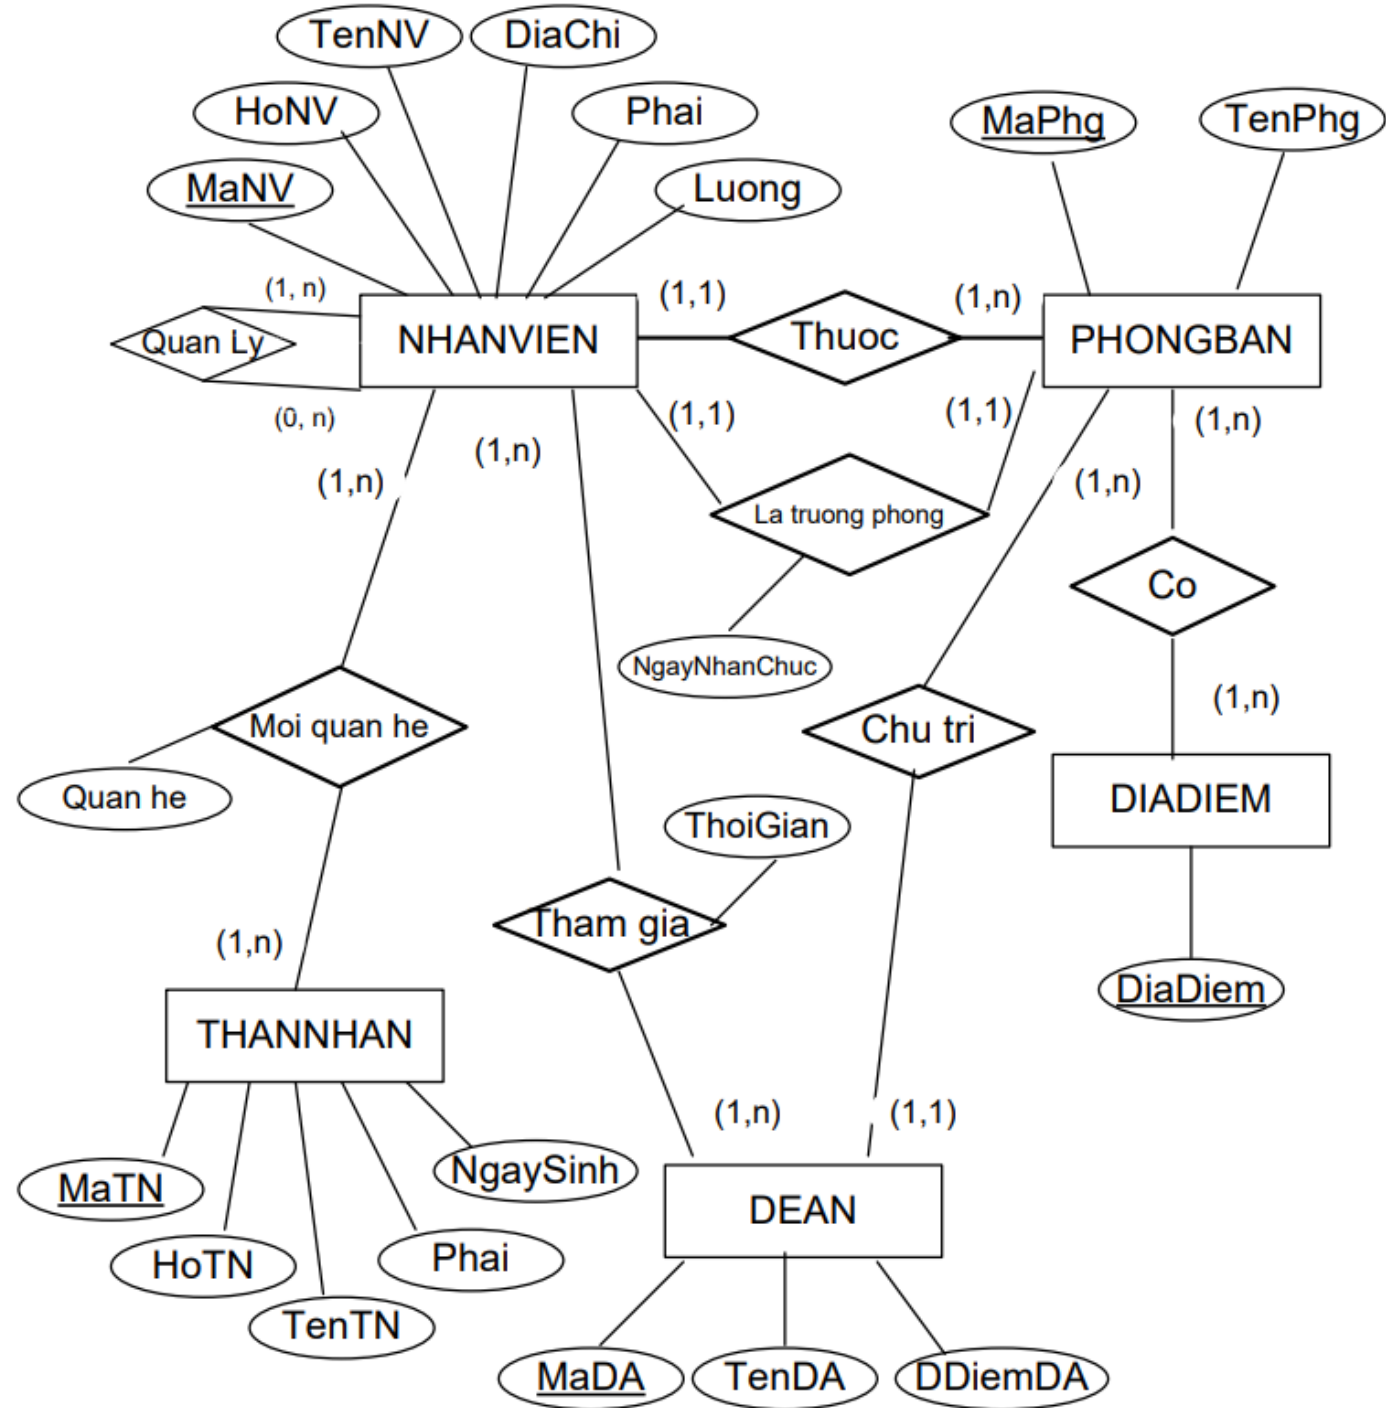 TenNV
DiaChi
HoNV
Phai
MaPhg
TenPhg
MaNV
Luong
(1, n)
(1,1)
(1,n)
Quan Ly
NHANVIEN
Thuoc
PHONGBAN
(0, n)
(1,1)
(1,1)
(1,n)
(1,n)
(1,n)
(1,n)
La truong phong
Co
NgayNhanChuc
(1,n)
Moi quan he
Chu tri
Quan he
ThoiGian
DIADIEM
Tham gia
(1,n)
DiaDiem
THANNHAN
(1,n)
(1,1)
NgaySinh
MaTN
DEAN
HoTN
Phai
TenTN
MaDA
TenDA
DDiemDA